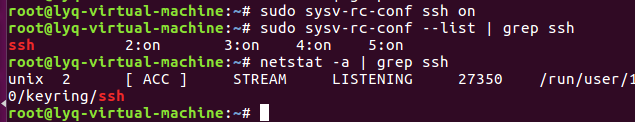 root@lyq-virtual-machine:~# sudo sysv-rc-conf ssh on
root@lyq-virtual-machine:~# sudo sysv-rc-conf --list | grep ssh
ssh 2:on 3:on 4:on 5:on
root@lyq-virtual-machine:~# netstat -a | grep ssh
unix 2 [ ACC ] STREAM LISTENING 27350 /run/user/1
0/keyring/ssh
root@lyq-virtual-machine:~#